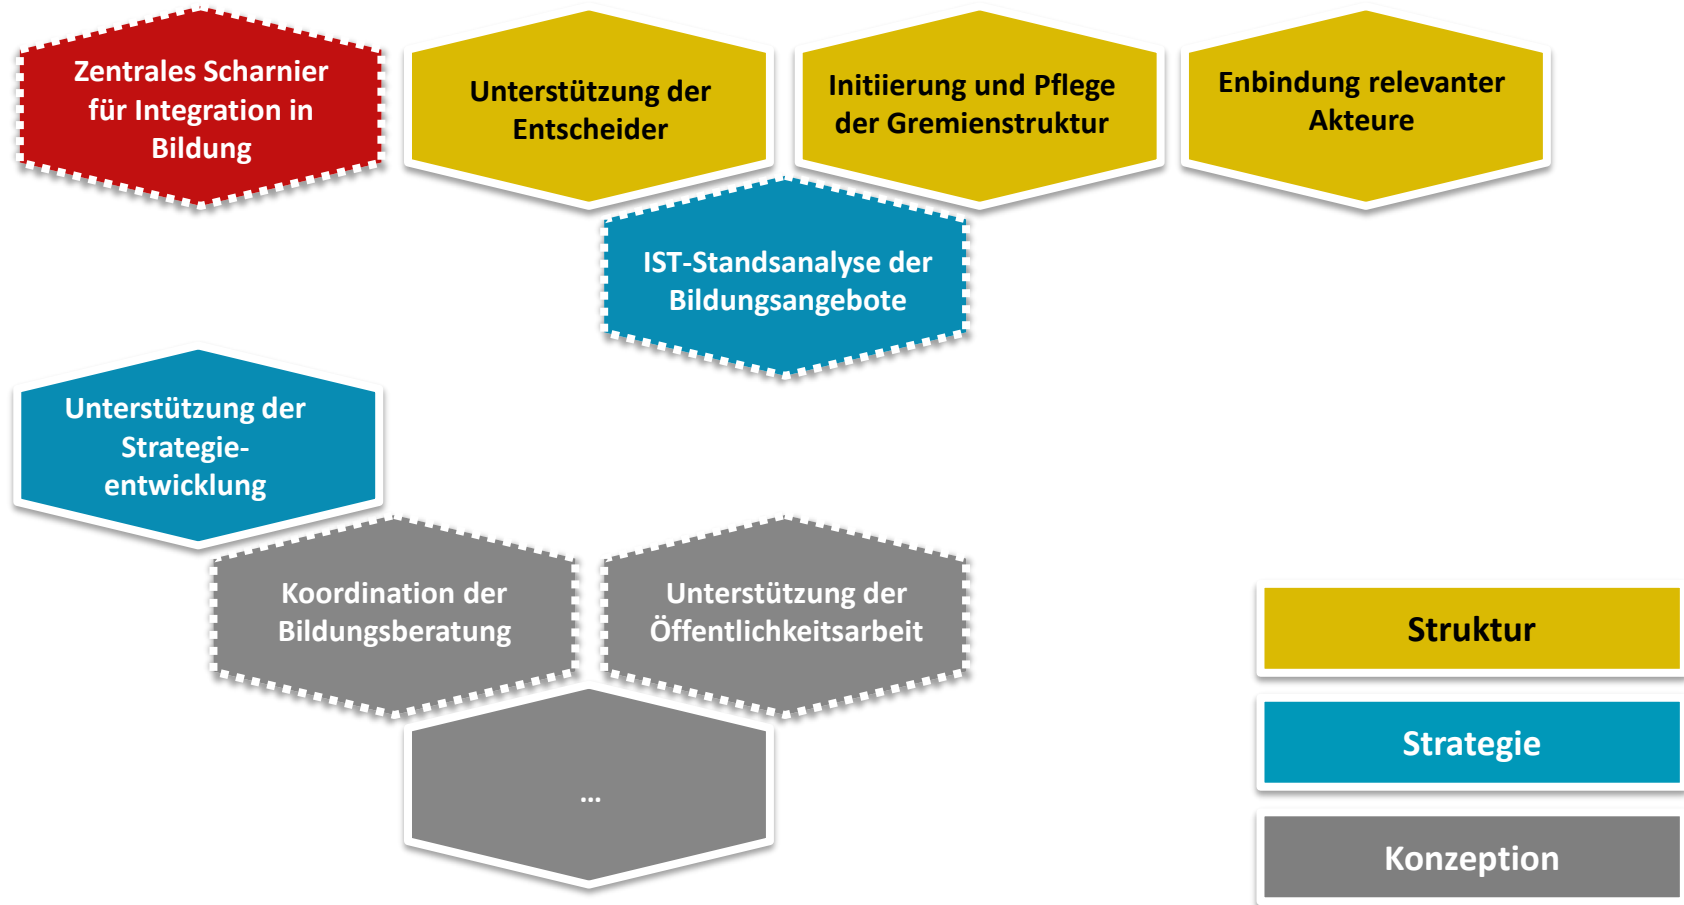 Zentrales Scharnier
für Integration in
Bildung
Unterstützung der
Entscheider
Initiierung und Pflege
der Gremienstruktur
Enbindung relevanter
Akteure
IST-Standsanalyse der
Bildungsangebote
Unterstützung der
Strategie-
entwicklung
Koordination der
Bildungsberatung
Unterstützung der
Öffentlichkeitsarbeit
...
Struktur
Strategie
Konzeption